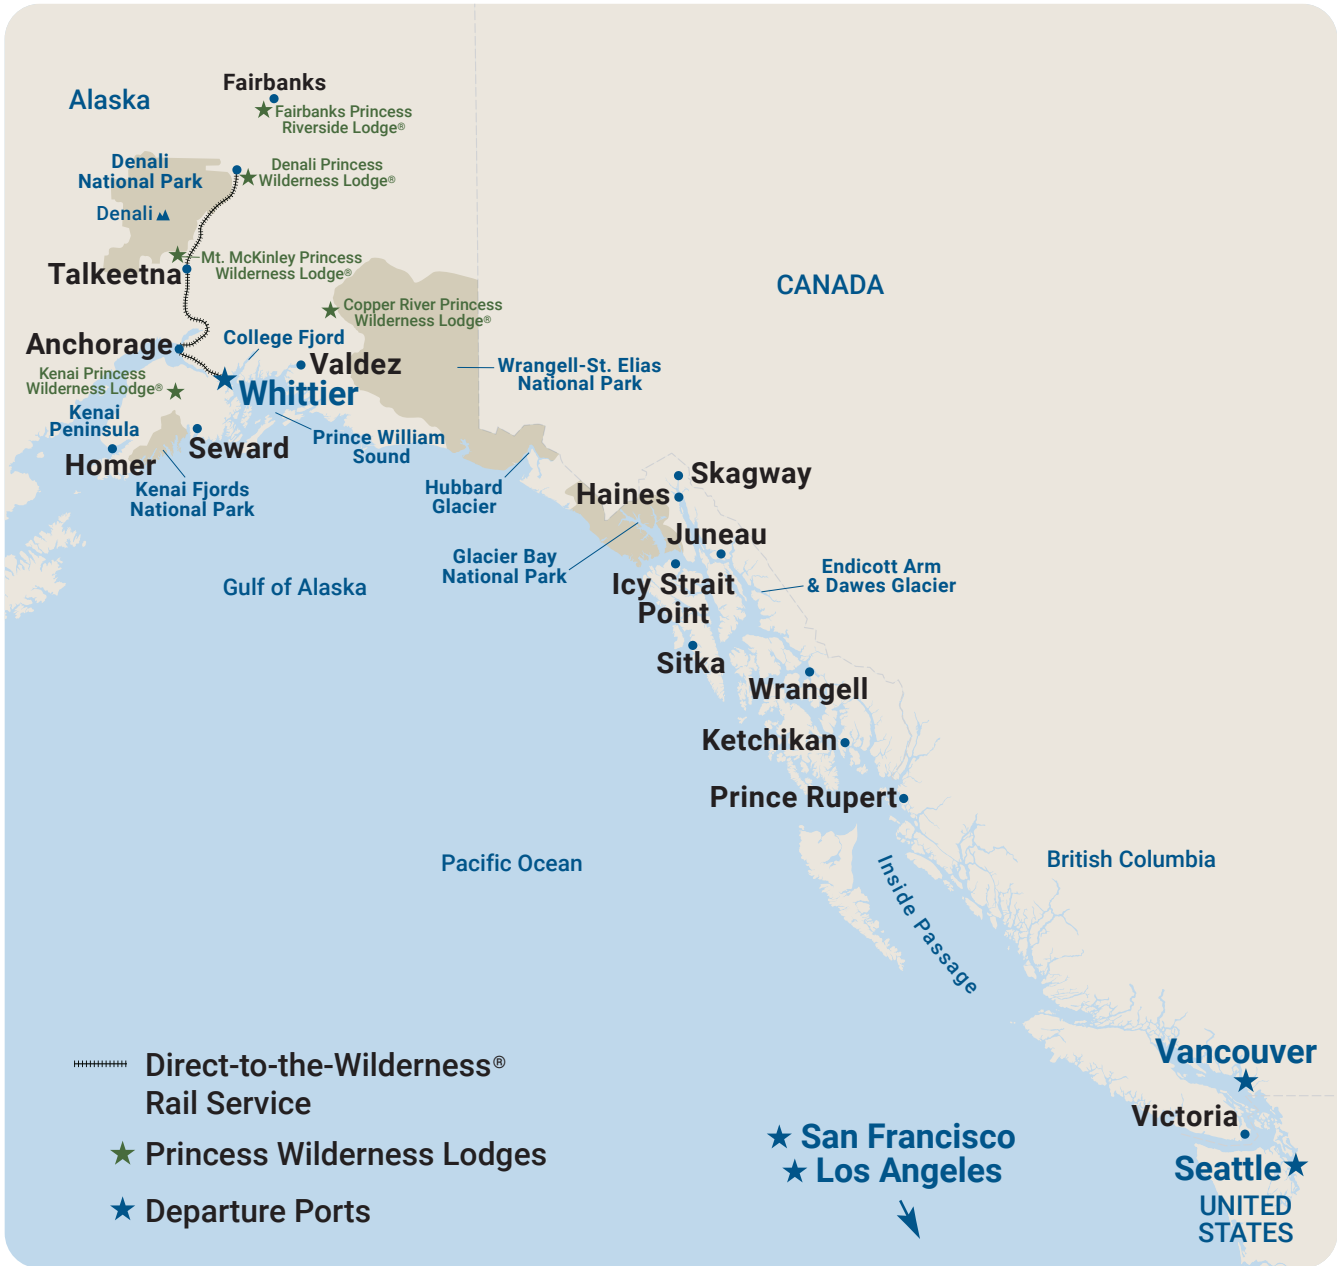 Fairbanks
Alaska
Fairbanks Princess
Riverside Lodge®
Denali
National Park
Denali Princess
Wilderness Lodge®
Denali
Mt. McKinley Princess
Wilderness Lodge®
Talkeetna
CANADA
Copper River Princess
Wilderness Lodge®
Anchorage
College Fjord
Valdez
Wrangell-St. Elias
National Park
Kenai Princess
Wilderness Lodge®
Whittier
Kenai
Peninsula
Prince William
Sound
Seward
Homer
Kenai Fjords
National Park
Hubbard
Glacier
Skagway
Haines
Juneau
Glacier Bay
National Park
Icy Strait
Point
Endicott Arm
& Dawes Glacier
Gulf of Alaska
Sitka
Wrangell
Ketchikan
Prince Rupert
Pacific Ocean
Inside Passage
British Columbia
Vancouver
Victoria
Seattle
UNITED
STATES
San Francisco
Los Angeles
Direct-to-the-Wilderness®
Rail Service
Princess Wilderness Lodges
Departure Ports